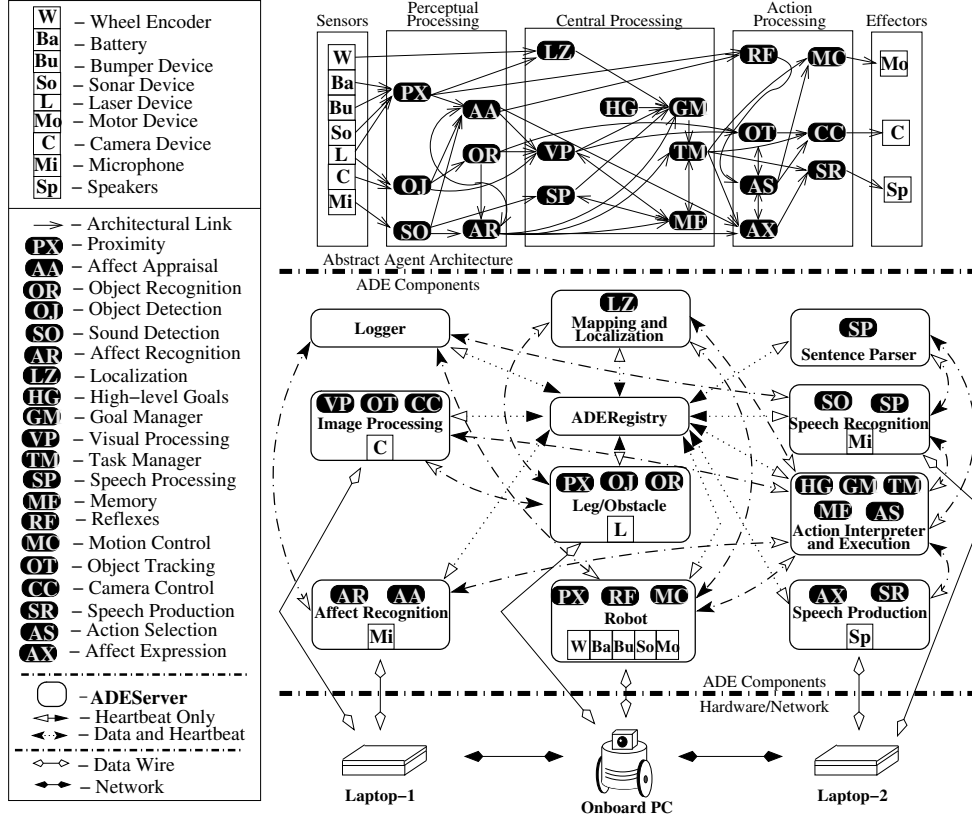 W – Wheel Encoder
Ba – Battery
Bu – Bumper Device
So – Sonar Device
L – Laser Device
Mo – Motor Device
C – Camera Device
Mi – Microphone
Sp – Speakers
– Architectural Link
PX – Proximity
AA – Affect Appraisal
OR – Object Recognition
OJ – Object Detection
SO – Sound Detection
AR – Affect Recognition
LZ – Localization
HG – High–level Goals
GM – Goal Manager
VP – Visual Processing
TM – Task Manager
SP – Speech Processing
MF – Memory
RF – Reflexes
MC – Motion Control
OT – Object Tracking
CC – Camera Control
SR – Speech Production
AS – Action Selection
AX – Affect Expression
– ADEServer
– Heartbeat Only
– Data and Heartbeat
– Data Wire
– Network
Sensors
Perceptual Processing
Central Processing
Action Processing
Effectors
W
Ba
Bu
So
L
C
Mi
PX
AA
OR
OJ
SO
AR
LZ
HG
GM
VP
TM
SP
MF
RF
MC
OT
CC
AS
SR
AX
Mo
C
Sp
Abstract Agent Architecture
ADE Components
Logger
LZ
Mapping and
Localization
SP
Sentence Parser
VP OT CC
Image Processing
C
ADERegistry
SO SP
Speech Recognition
Mi
PX OJ OR
Leg/Obstacle
L
HG GM TM
MF AS
Action Interpreter
and Execution
AR AA
Affect Recognition
Mi
PX RF MC
Robot
W Ba Bu So Mo
AX SR
Speech Production
Sp
ADE Components
Hardware/Network
Laptop–1
Onboard PC
Laptop–2